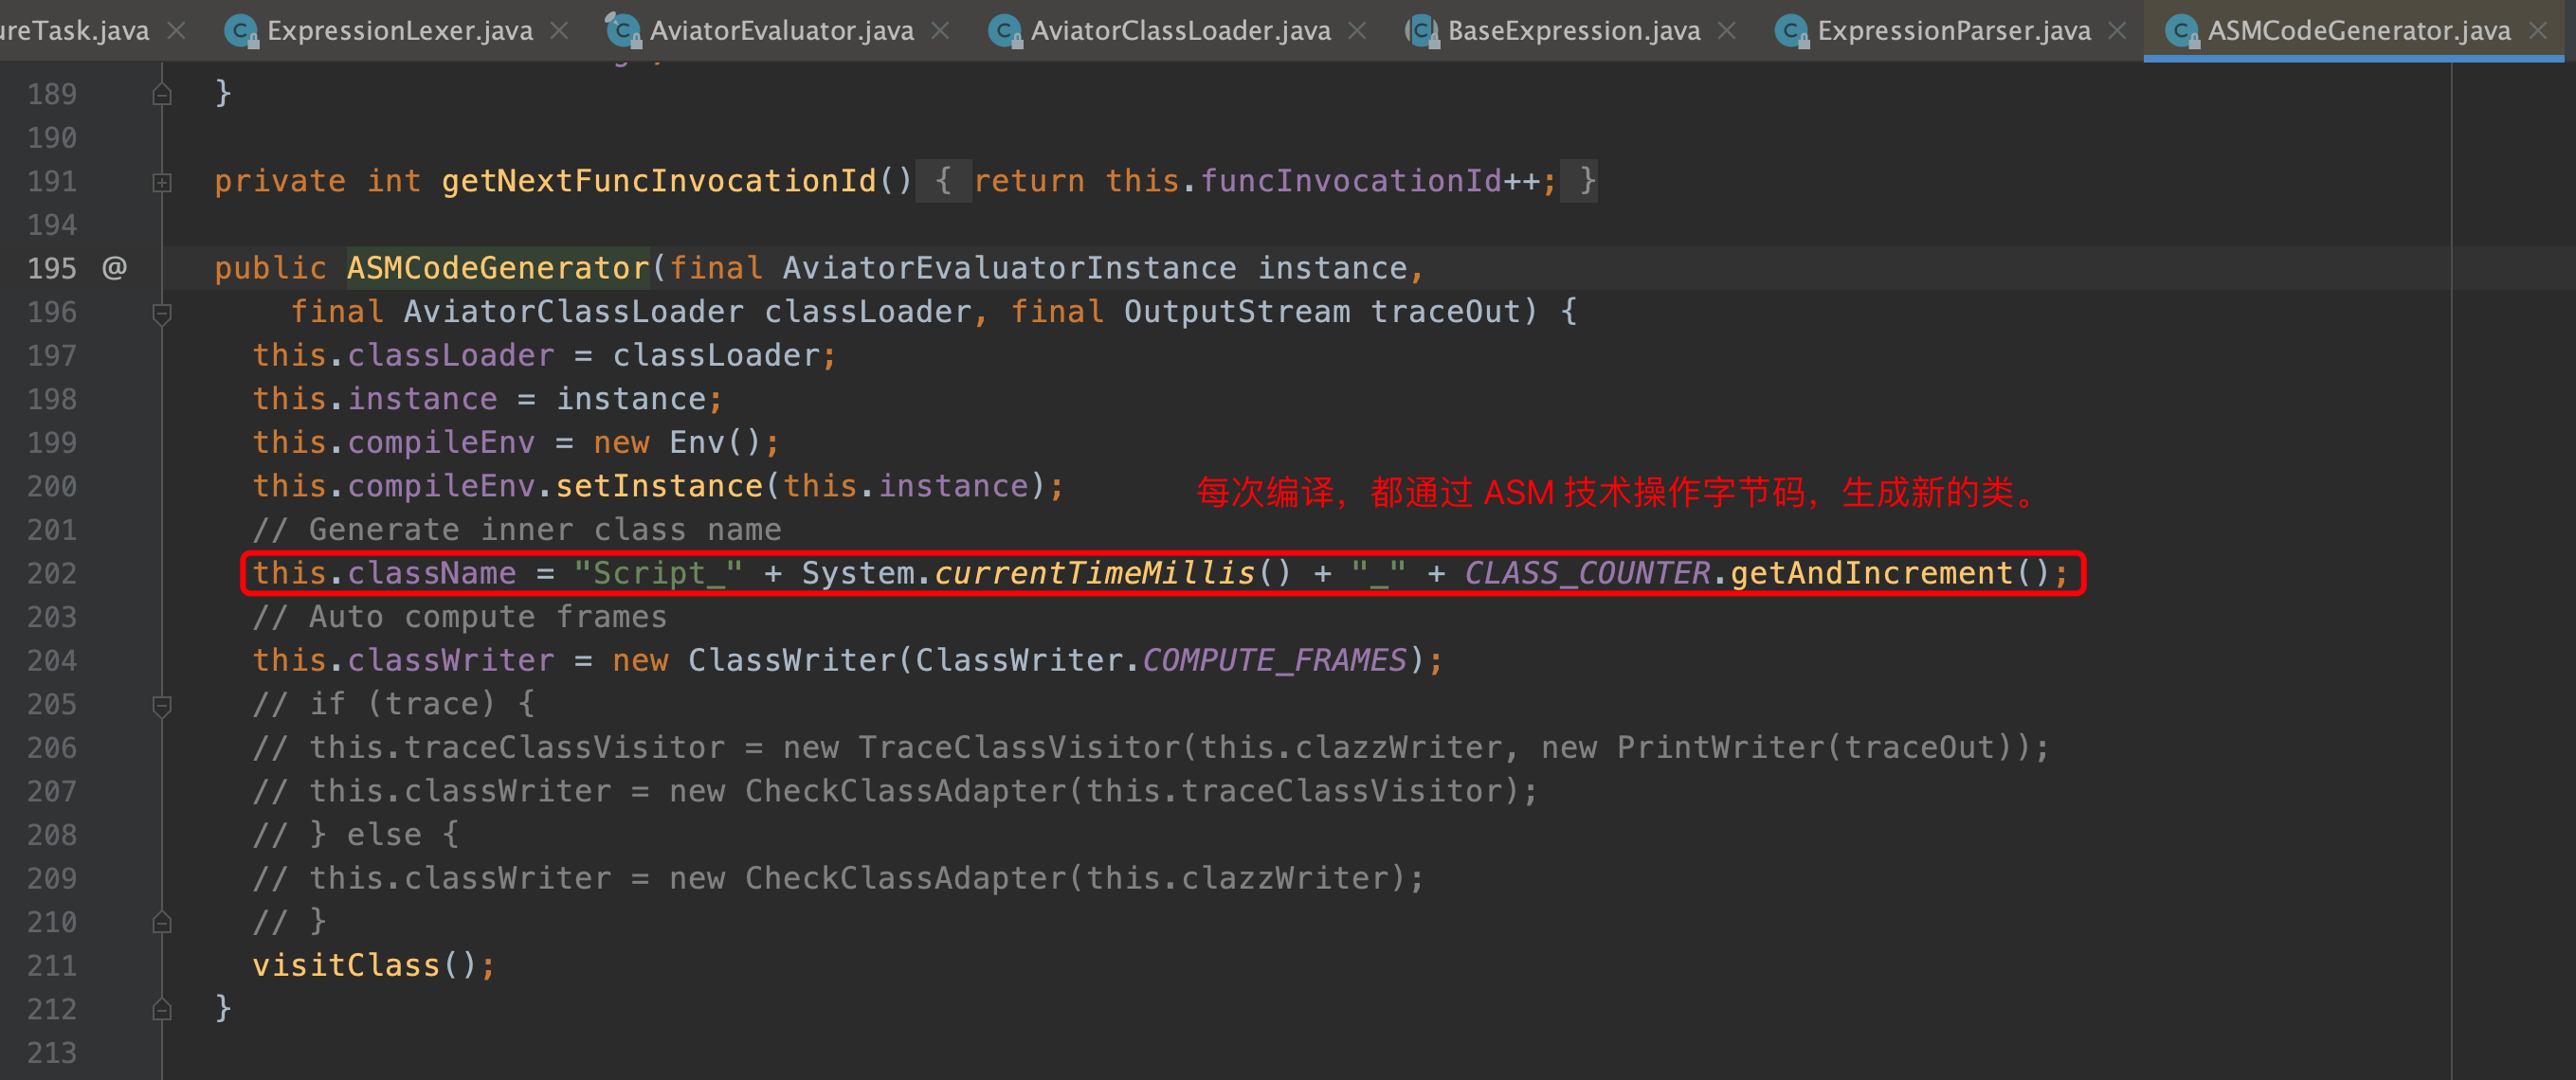 ureTask.java ExpressionLexer.java AviatorEvaluator.java AviatorClassLoader.java BaseExpression.java ExpressionParser.java ASMCodeGenerator.java
189 }
190
191 private int getNextFuncInvocationId() { return this.funcInvocationId++; }
194
195 @ public ASMCodeGenerator(final AviatorEvaluatorInstance instance,
196 final AviatorClassLoader classLoader, final OutputStream traceOut) {
197 this.classLoader = classLoader;
198 this.instance = instance;
199 this.compileEnv = new Env();
200 this.compileEnv.setInstance(this.instance);
每次编译，都通过 ASM 技术操作字节码，生成新的类。
201 // Generate inner class name
202 this.className = "Script_" + System.currentTimeMillis() + "_" + CLASS_COUNTER.getAndIncrement();
203 // Auto compute frames
204 this.classWriter = new ClassWriter(ClassWriter.COMPUTE_FRAMES);
205 // if (trace) {
206 // this.traceClassVisitor = new TraceClassVisitor(this.clazzWriter, new PrintWriter(traceOut));
207 // this.classWriter = new CheckClassAdapter(this.traceClassVisitor);
208 // } else {
209 // this.classWriter = new CheckClassAdapter(this.clazzWriter);
210 // }
211 visitClass();
212 }
213